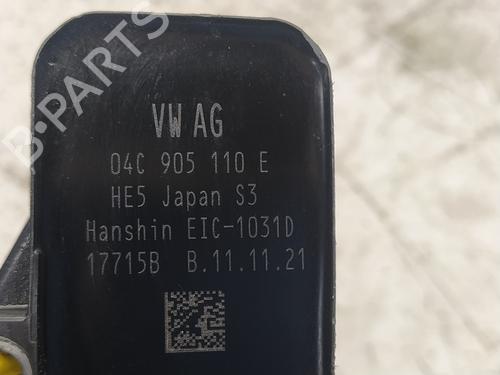 B-PARTS
VW AG
04C 905 110 E
HE5 Japan S3
Hanshin EIC-1031D
17715B B.11.11.21